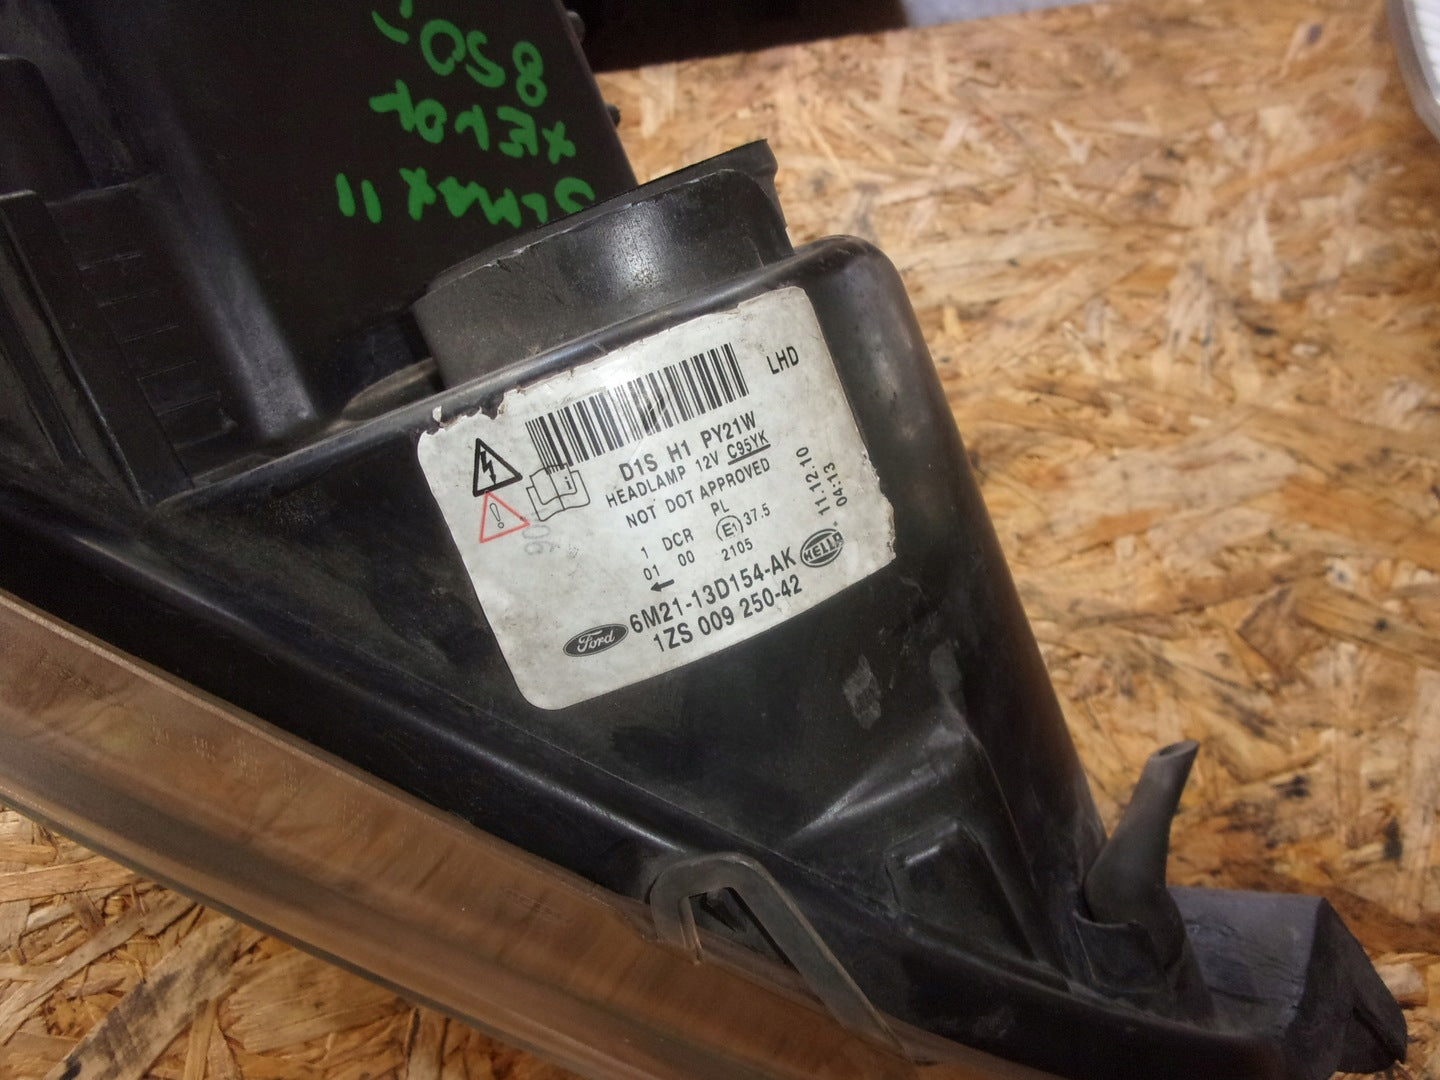 SMAX II
XENON
850,-
LHD
D1S H1 PY21W
HEADLAMP 12V C95YK
NOT DOT APPROVED
PL
1 DCR E1 37.5
01 00 2105
11.12.10
04:13
HELLA
6M21-13D154-AK
Ford 1ZS 009 250-42